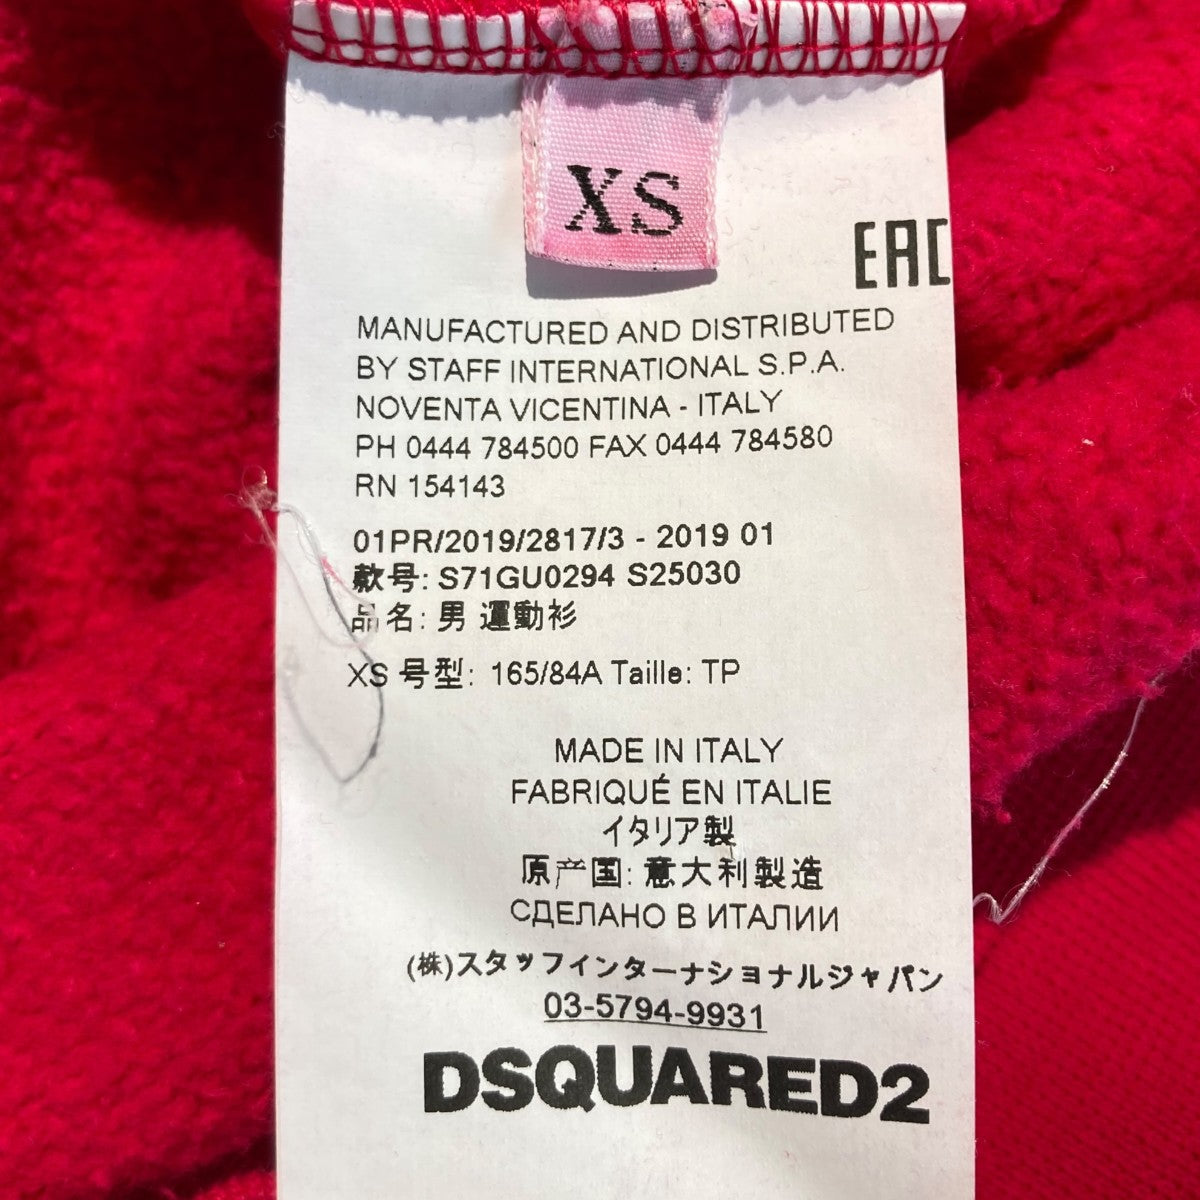 XS
EAC
MANUFACTURED AND DISTRIBUTED
BY STAFF INTERNATIONAL S.P.A.
NOVENTA VICENTINA - ITALY
PH 0444 784500 FAX 0444 784580
RN 154143
01PR/2019/2817/3 - 2019 01
款号: S71GU0294 S25030
品名: 男 運動衫
XS 号型: 165/84A Taille: TP
MADE IN ITALY
FABRIQUÉ EN ITALIE
イタリア製
原产国: 意大利製造
СДЕЛАНО В ИТАЛИИ
(株)スタッフインターナショナルジャパン
03-5794-9931
DSQUARED2